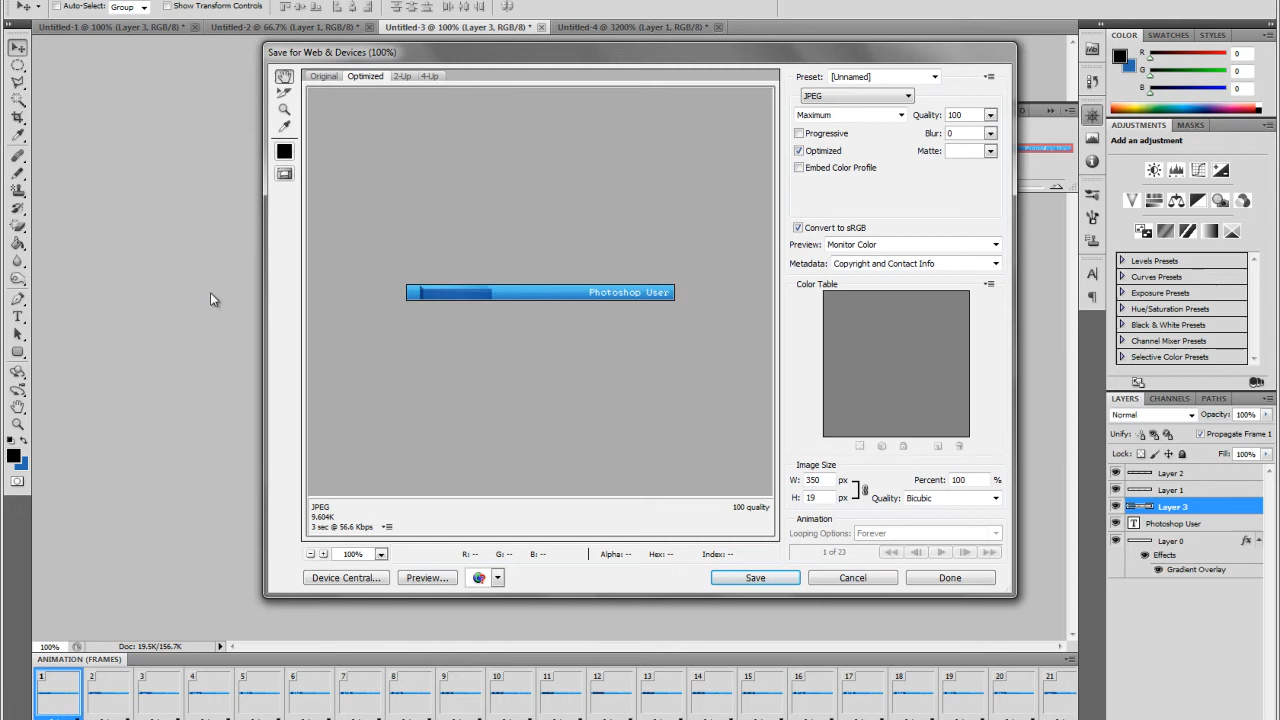 Auto-Select: Group Show Transform Controls
Untitled-1 @ 100% (Layer 3, RGB/8) * Untitled-2 @ 66.7% (Layer 1, RGB/8) * Untitled-3 @ 100% (Layer 3, RGB/8) * Untitled-4 @ 3200% (Layer 1, RGB/8) *
Save for Web & Devices (100%)
Original Optimized 2-Up 4-Up
Photoshop User
JPEG
9.604K
3 sec @ 56.6 Kbps
100 quality
100% R: -- G: -- B: -- Alpha: -- Hex: -- Index: --
Device Central... Preview... Save Cancel Done
Preset: [Unnamed]
JPEG
Maximum Quality: 100
Progressive Blur: 0
Optimized Matte:
Embed Color Profile
Convert to sRGB
Preview: Monitor Color
Metadata: Copyright and Contact Info
Color Table
Image Size
W: 350 px Percent: 100 %
H: 19 px Quality: Bicubic
Animation
Looping Options: Forever
1 of 23
COLOR SWATCHES STYLES
R 0
G 0
B 0
ADJUSTMENTS MASKS
Add an adjustment
Levels Presets
Curves Presets
Exposure Presets
Hue/Saturation Presets
Black & White Presets
Channel Mixer Presets
Selective Color Presets
LAYERS CHANNELS PATHS
Normal Opacity: 100%
Unify: Propagate Frame 1
Lock: Fill: 100%
Layer 2
Layer 1
Layer 3
T Photoshop User
Layer 0 fx
Effects
Gradient Overlay
100% Doc: 19.5K/156.7K
ANIMATION (FRAMES)
1 2 3 4 5 6 7 8 9 10 11 12 13 14 15 16 17 18 19 20 21